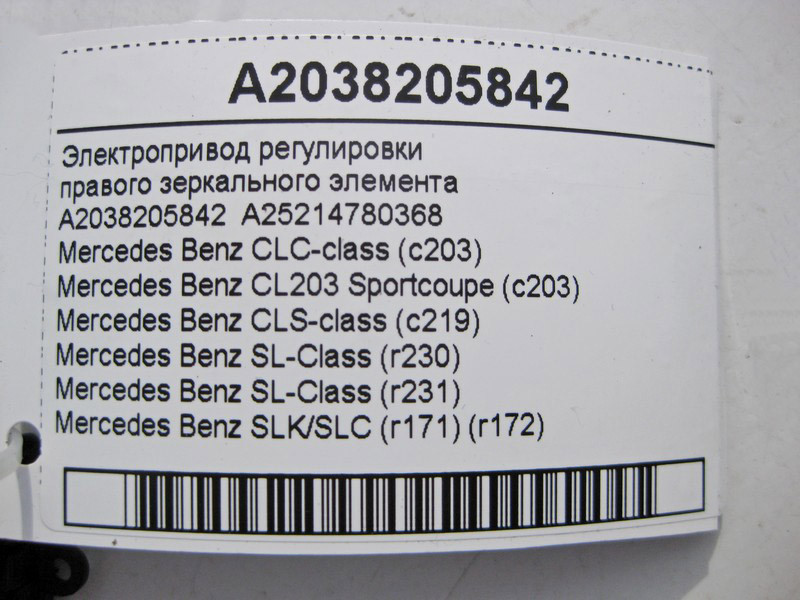 A2038205842
Электропривод регулировки
правого зеркального элемента
A2038205842 A25214780368
Mercedes Benz CLC-class (c203)
Mercedes Benz CL203 Sportcoupe (c203)
Mercedes Benz CLS-class (c219)
Mercedes Benz SL-Class (r230)
Mercedes Benz SL-Class (r231)
Mercedes Benz SLK/SLC (r171) (r172)